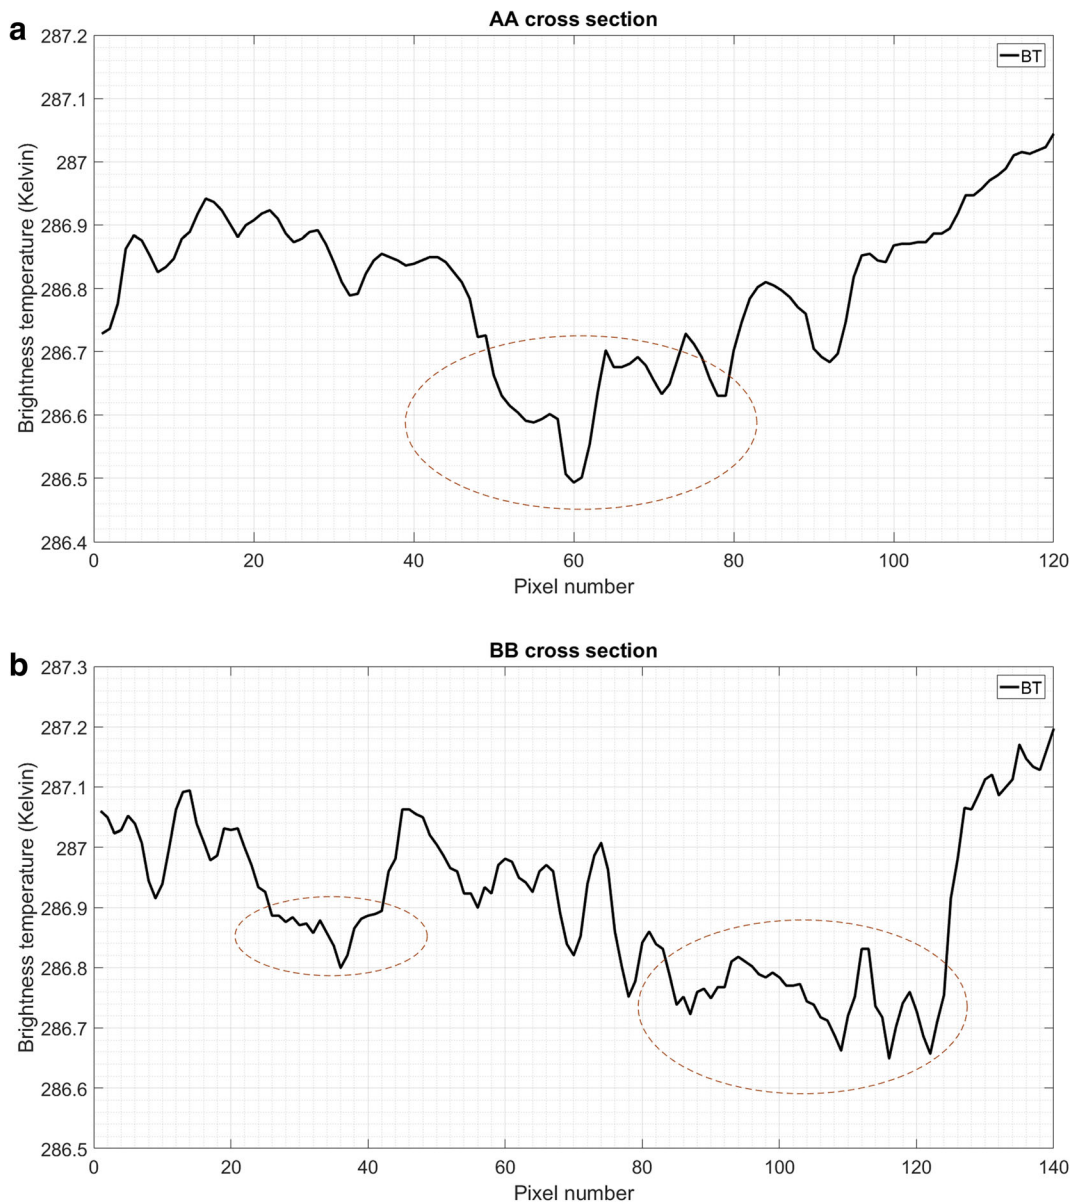 a
AA cross section
287.2
287.1
287
286.9
286.8
286.7
286.6
286.5
286.4
Brightness temperature (Kelvin)
BT
0 20 40 60 80 100 120
Pixel number
b
BB cross section
287.3
287.2
287.1
287
286.9
286.8
286.7
286.6
286.5
Brightness temperature (Kelvin)
BT
0 20 40 60 80 100 120 140
Pixel number